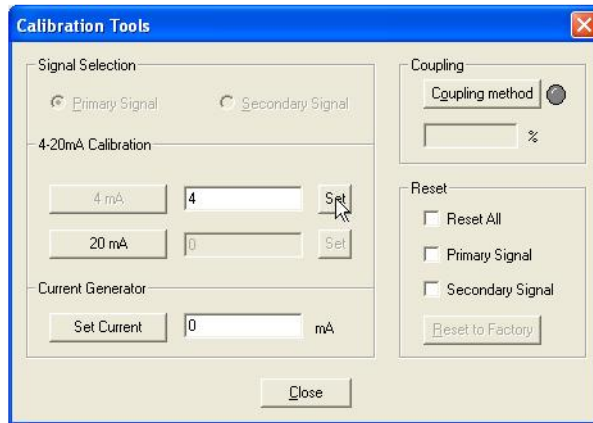 Calibration Tools
Signal Selection
Primary Signal
Secondary Signal
4-20mA Calibration
4 mA
4
Set
20 mA
0
Set
Current Generator
Set Current
0
mA
Coupling
Coupling method
%
Reset
Reset All
Primary Signal
Secondary Signal
Reset to Factory
Close